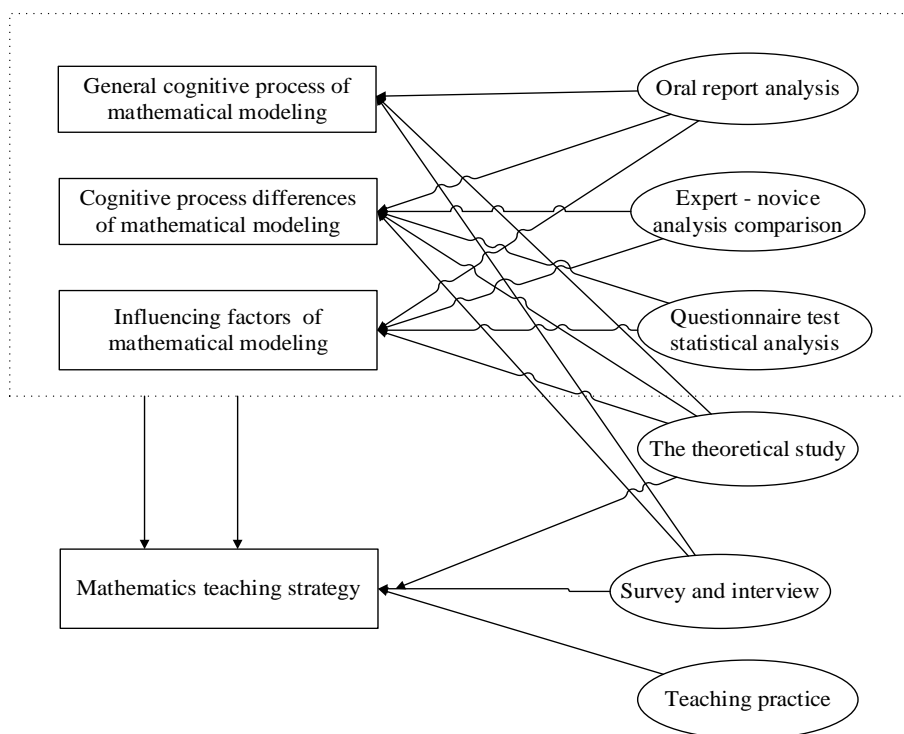 General cognitive process of
mathematical modeling
Oral report analysis
Cognitive process differences
of mathematical modeling
Expert - novice
analysis comparison
Influencing factors of
mathematical modeling
Questionnaire test
statistical analysis
The theoretical study
Mathematics teaching strategy
Survey and interview
Teaching practice